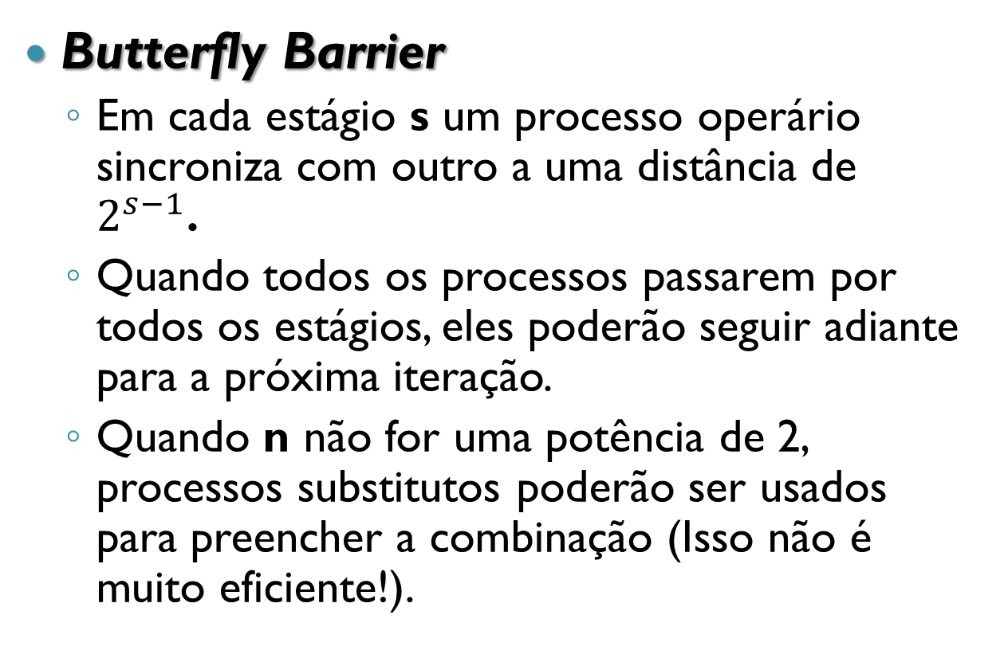 • Butterfly Barrier
◦ Em cada estágio s um processo operário
sincroniza com outro a uma distância de
2^{s−1}.
◦ Quando todos os processos passarem por
todos os estágios, eles poderão seguir adiante
para a próxima iteração.
◦ Quando n não for uma potência de 2,
processos substitutos poderão ser usados
para preencher a combinação (Isso não é
muito eficiente!).